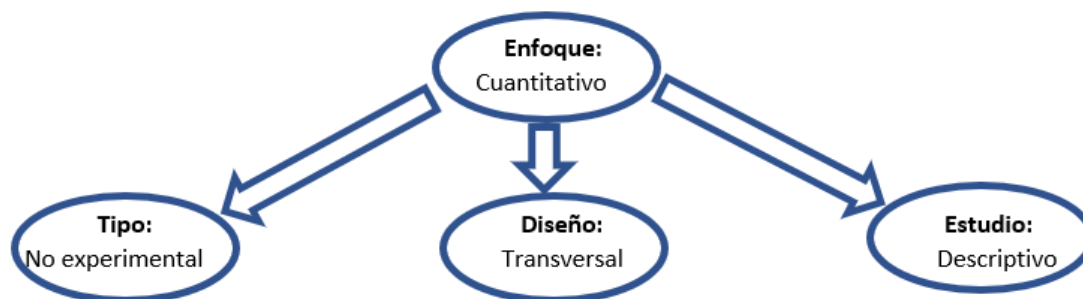 Enfoque:
Cuantitativo
Tipo:
No experimental
Diseño:
Transversal
Estudio:
Descriptivo